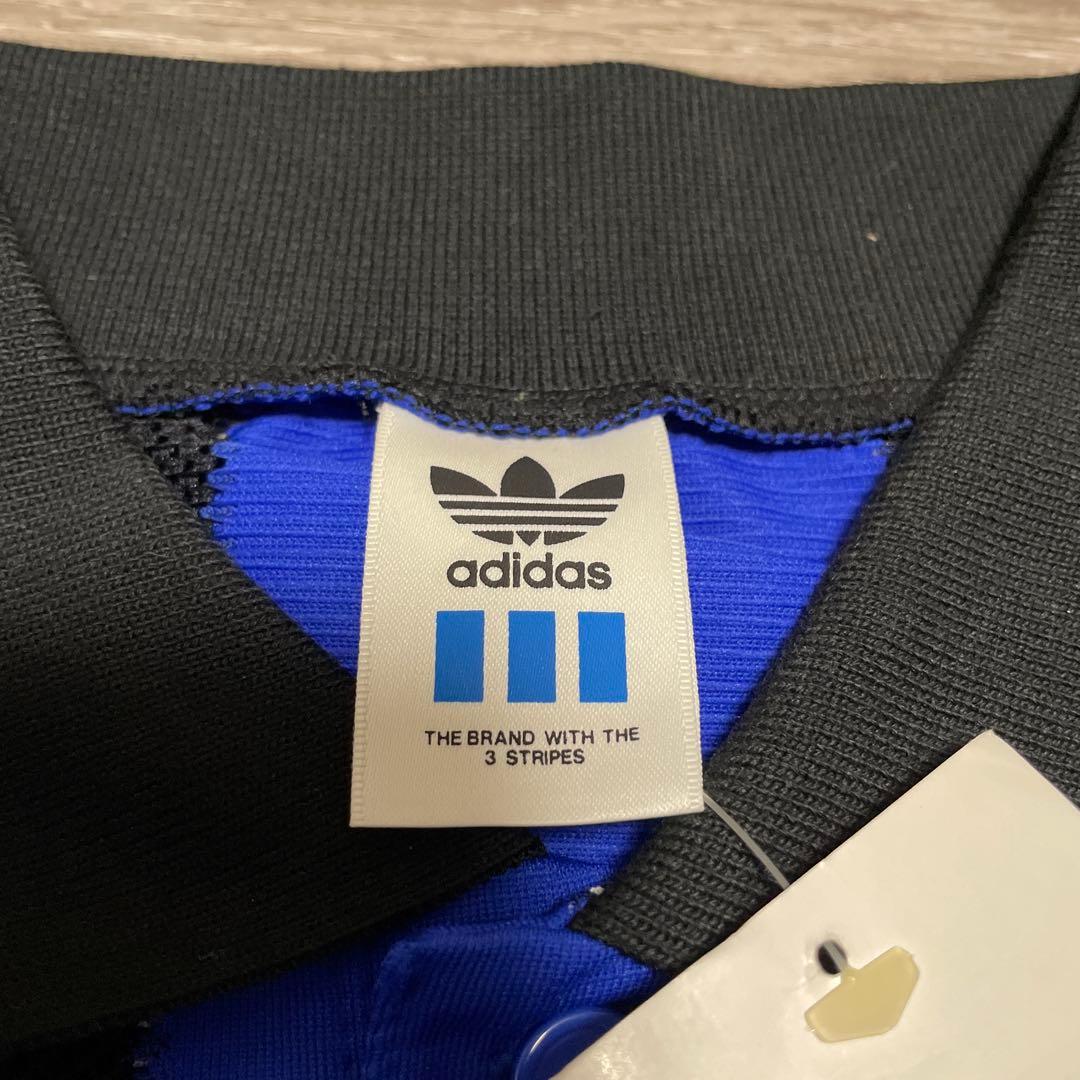 adidas
THE BRAND WITH THE
3 STRIPES